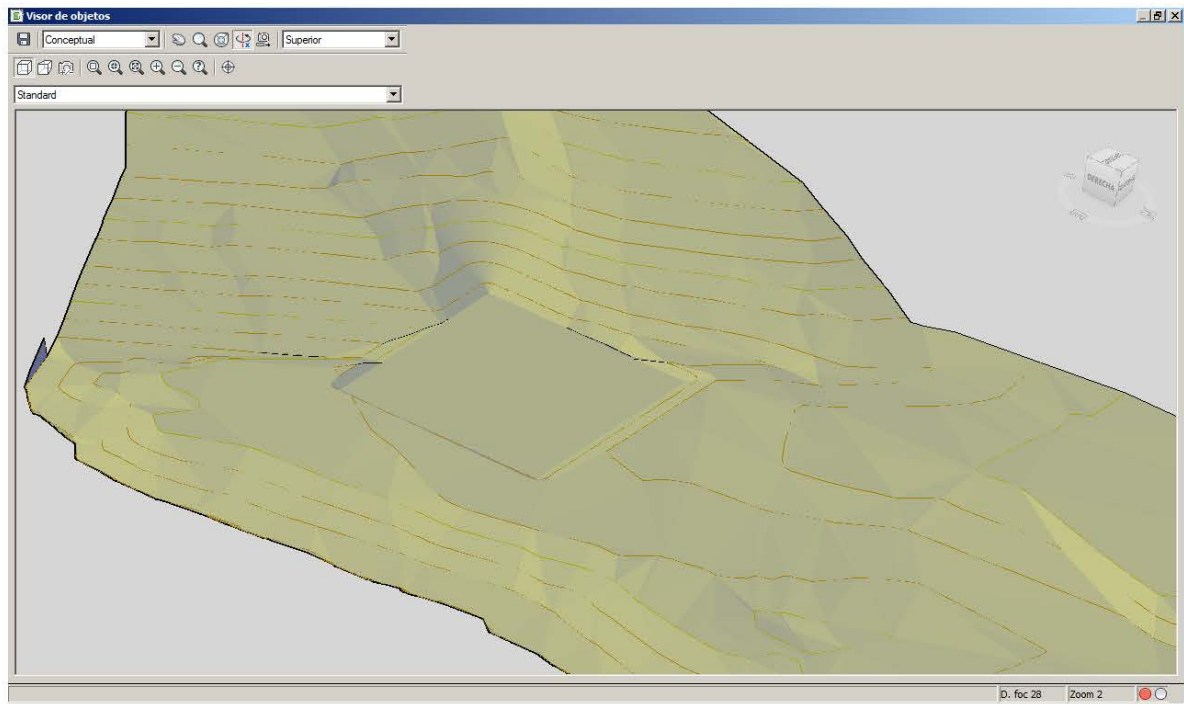 Visor de objetos
Conceptual
Superior
Standard
DERECHA
D. foc 28
Zoom 2